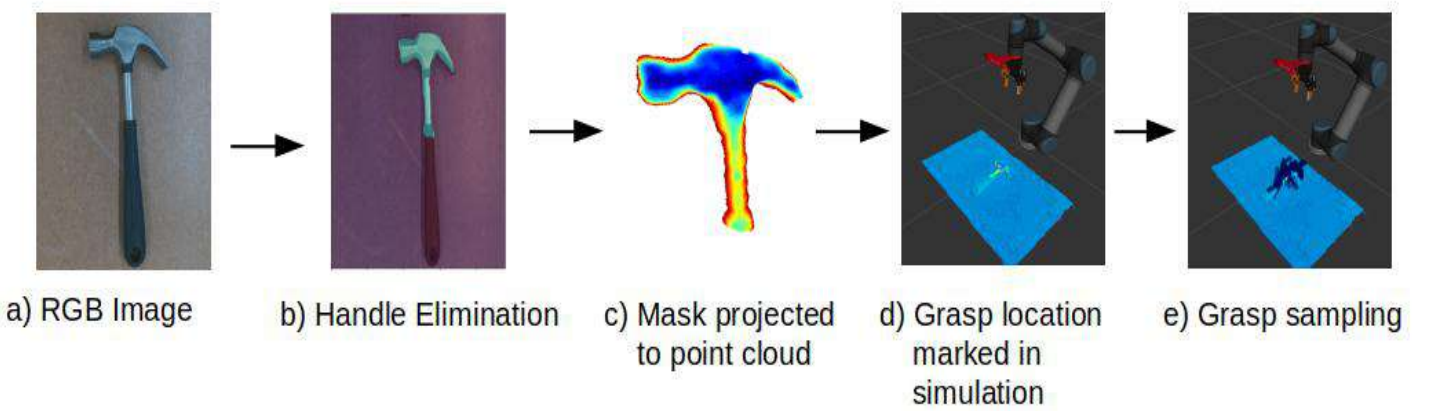 a) RGB Image
b) Handle Elimination
c) Mask projected
to point cloud
d) Grasp location
marked in
simulation
e) Grasp sampling